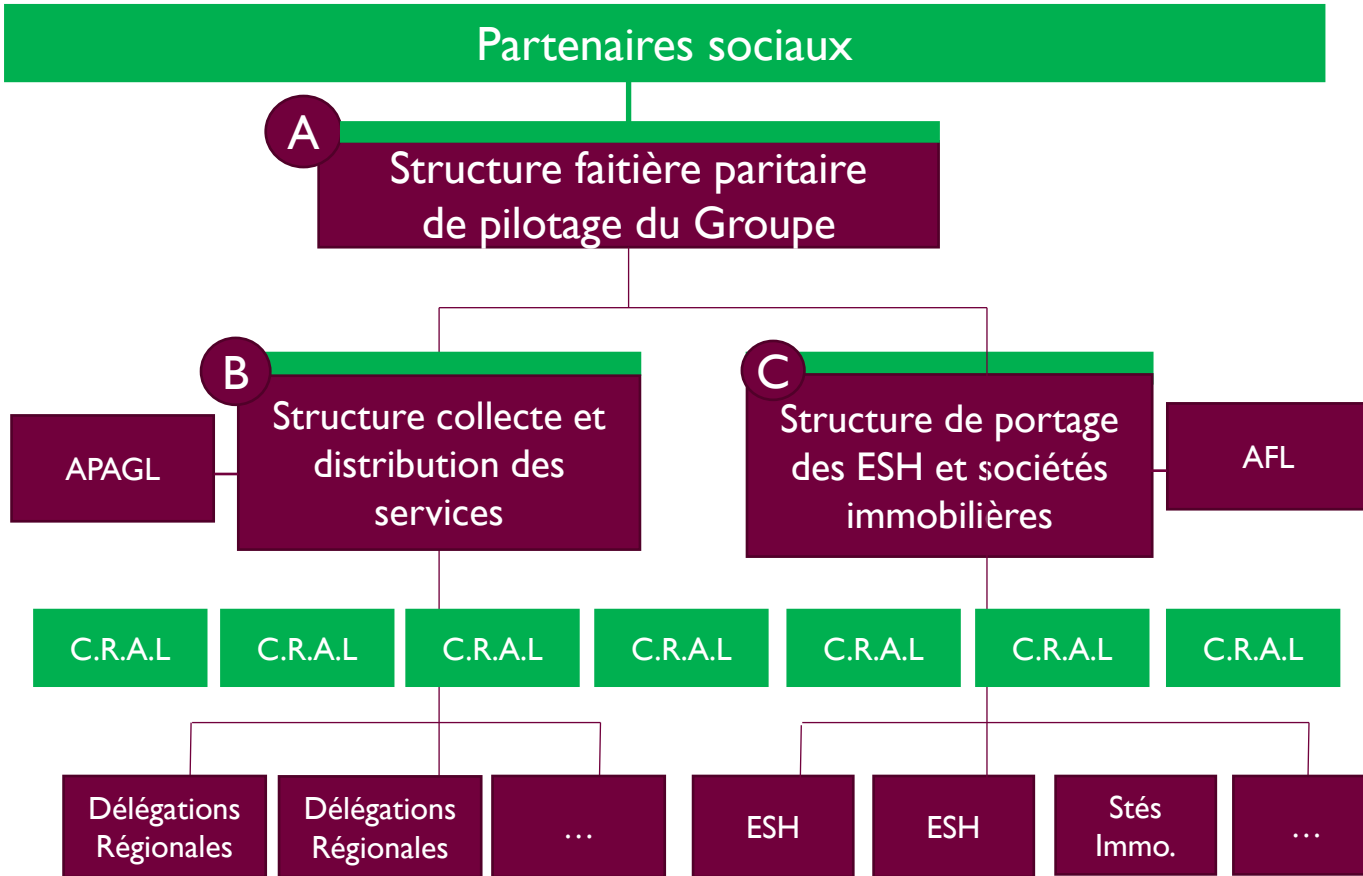 Partenaires sociaux
A
Structure faitière paritaire
de pilotage du Groupe
B
Structure collecte et
distribution des
services
C
Structure de portage
des ESH et sociétés
immobilières
APAGL
AFL
C.R.A.L
C.R.A.L
C.R.A.L
C.R.A.L
C.R.A.L
C.R.A.L
C.R.A.L
Délégations
Régionales
Délégations
Régionales
…
ESH
ESH
Stés
Immo.
…